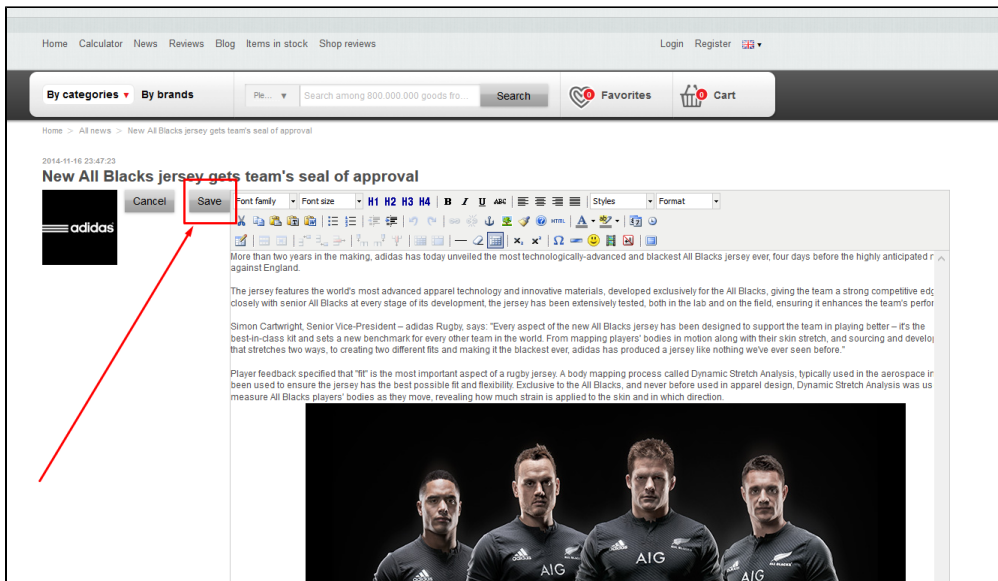 Home Calculator News Reviews Blog Items in stock Shop reviews Login Register
By categories By brands Ple... Search among 800 000.000 goods fro... Search 0 Favorites 0 Cart
Home > All news > New All Blacks jersey gets team's seal of approval
2014-11-16 23:47:23
New All Blacks jersey gets team's seal of approval
adidas
Cancel Save Font family Font size H1 H2 H3 H4 B I U ABC Styles Format
HTML A
x, x²
More than two years in the making, adidas has today unveiled the most technologically-advanced and blackest All Blacks jersey ever, four days before the highly anticipated
against England.
The jersey features the world's most advanced apparel technology and innovative materials, developed exclusively for the All Blacks, giving the team a strong competitive edg
closely with senior All Blacks at every stage of its development, the jersey has been extensively tested, both in the lab and on the field, ensuring it enhances the team's perfor
Simon Cartwright, Senior Vice-President – adidas Rugby, says: "Every aspect of the new All Blacks jersey has been designed to support the team in playing better – it's the
best-in-class kit and sets a new benchmark for every other team in the world. From mapping players' bodies in motion along with their skin stretch, and sourcing and develop
that stretches two ways, to creating two different fits and making it the blackest ever, adidas has produced a jersey like nothing we've ever seen before."
Player feedback specified that "fit" is the most important aspect of a rugby jersey. A body mapping process called Dynamic Stretch Analysis, typically used in the aerospace in
been used to ensure the jersey has the best possible fit and flexibility. Exclusive to the All Blacks, and never before used in apparel design, Dynamic Stretch Analysis was us
measure All Blacks players' bodies as they move, revealing how much strain is applied to the skin and in which direction.
adidas ALL BLACKS
AIG AIG AIG